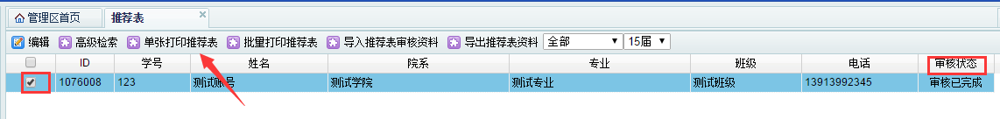 管理区首页 推荐表
编辑 高级检索 单张打印推荐表 批量打印推荐表 导入推荐表审核资料 导出推荐表资料 全部 15届
ID 学号 姓名 院系 专业 班级 电话 审核状态
1076008 123 测试账号 测试学院 测试专业 测试班级 13913992345 审核已完成